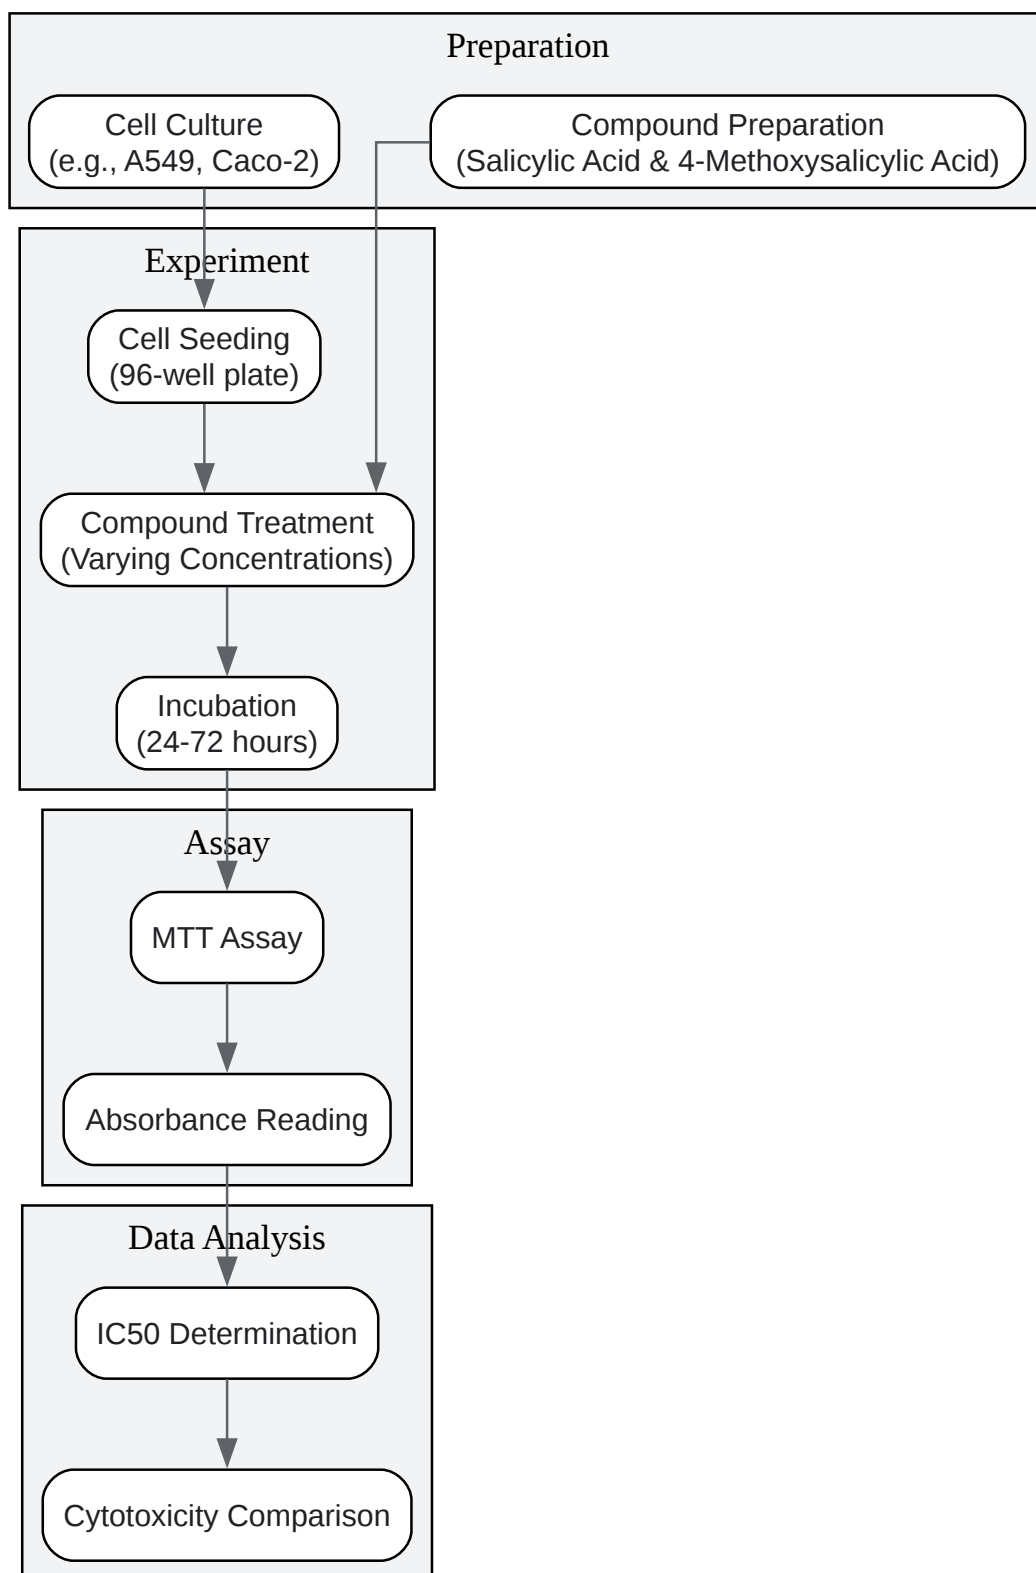 Preparation
Cell Culture
(e.g., A549, Caco-2)
Compound Preparation
(Salicylic Acid & 4-Methoxysalicylic Acid)
Experiment
Cell Seeding
(96-well plate)
Compound Treatment
(Varying Concentrations)
Incubation
(24-72 hours)
Assay
MTT Assay
Absorbance Reading
Data Analysis
IC50 Determination
Cytotoxicity Comparison